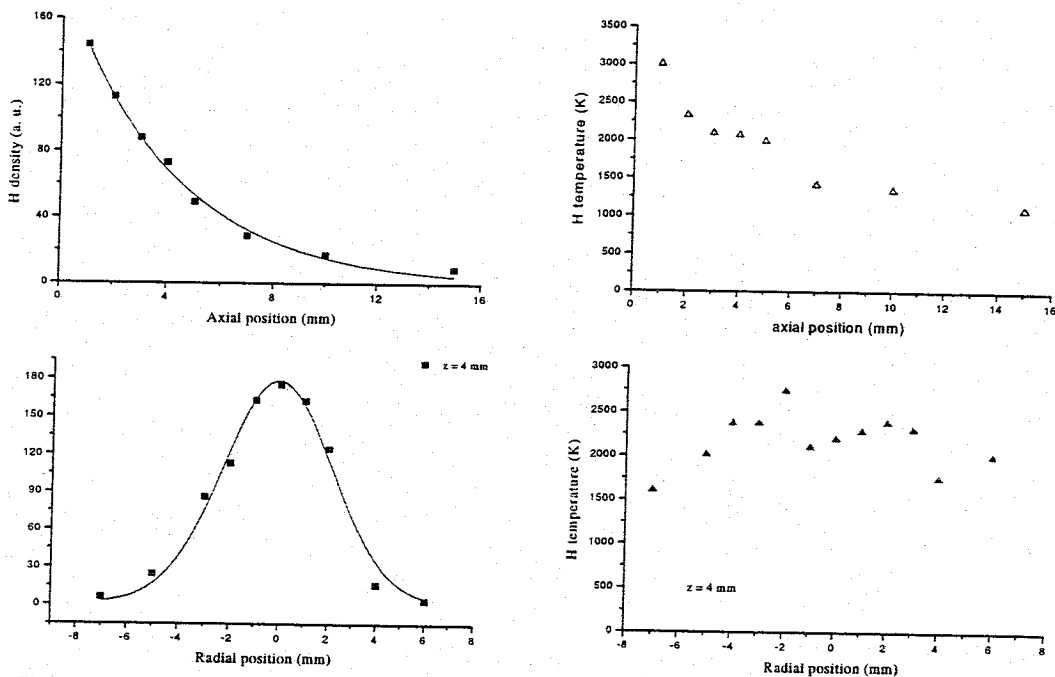 160
120
80
40
0
H density (a. u.)
0 4 8 12 16
Axial position (mm)
3500
3000
2500
2000
1500
1000
500
0
H temperature (K)
0 2 4 6 8 10 12 14 16
axial position (mm)
180
150
120
90
60
30
0
z = 4 mm
-8 -6 -4 -2 0 2 4 6 8
Radial position (mm)
3000
2500
2000
1500
1000
500
0
H temperature (K)
z = 4 mm
-8 -6 -4 -2 0 2 4 6 8
Radial position (mm)